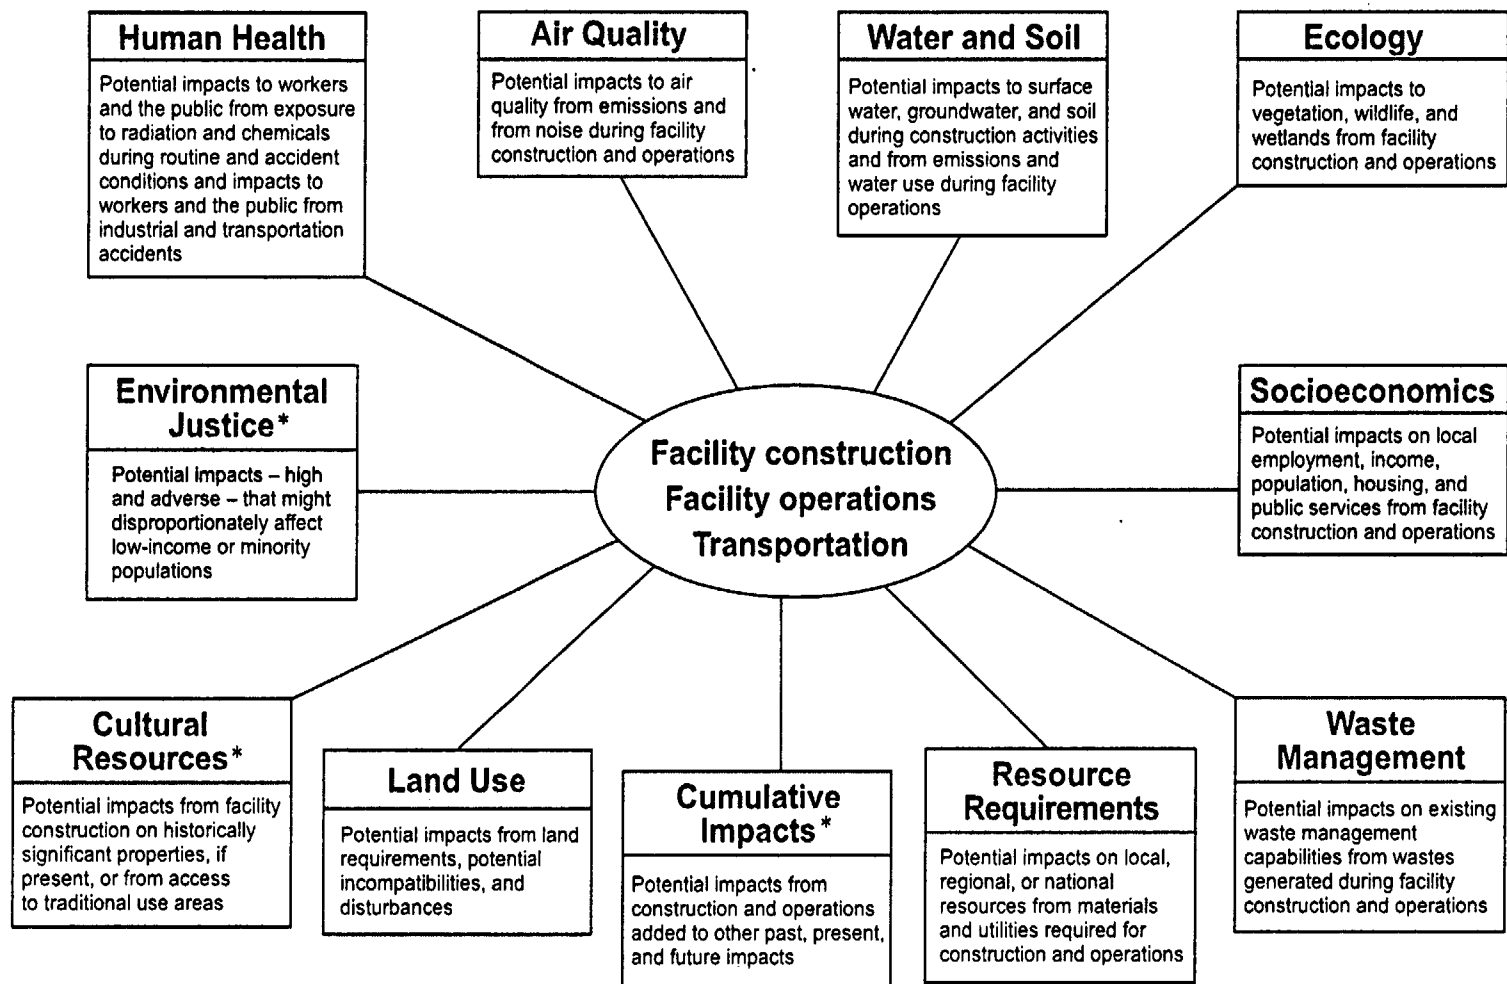 Human Health
Potential impacts to workers
and the public from exposure
to radiation and chemicals
during routine and accident
conditions and impacts to
workers and the public from
industrial and transportation
accidents
Air Quality
Potential impacts to air
quality from emissions and
from noise during facility
construction and operations
Water and Soil
Potential impacts to surface
water, groundwater, and soil
during construction activities
and from emissions and
water use during facility
operations
Ecology
Potential impacts to
vegetation, wildlife, and
wetlands from facility
construction and operations
Environmental
Justice*
Potential impacts – high
and adverse – that might
disproportionately affect
low-income or minority
populations
Facility construction
Facility operations
Transportation
Socioeconomics
Potential impacts on local
employment, income,
population, housing, and
public services from facility
construction and operations
Cultural
Resources*
Potential impacts from facility
construction on historically
significant properties, if
present, or from access
to traditional use areas
Land Use
Potential impacts from land
requirements, potential
incompatibilities, and
disturbances
Cumulative
Impacts*
Potential impacts from
construction and operations
added to other past, present,
and future impacts
Resource
Requirements
Potential impacts on local,
regional, or national
resources from materials
and utilities required for
construction and operations
Waste
Management
Potential impacts on existing
waste management
capabilities from wastes
generated during facility
construction and operations